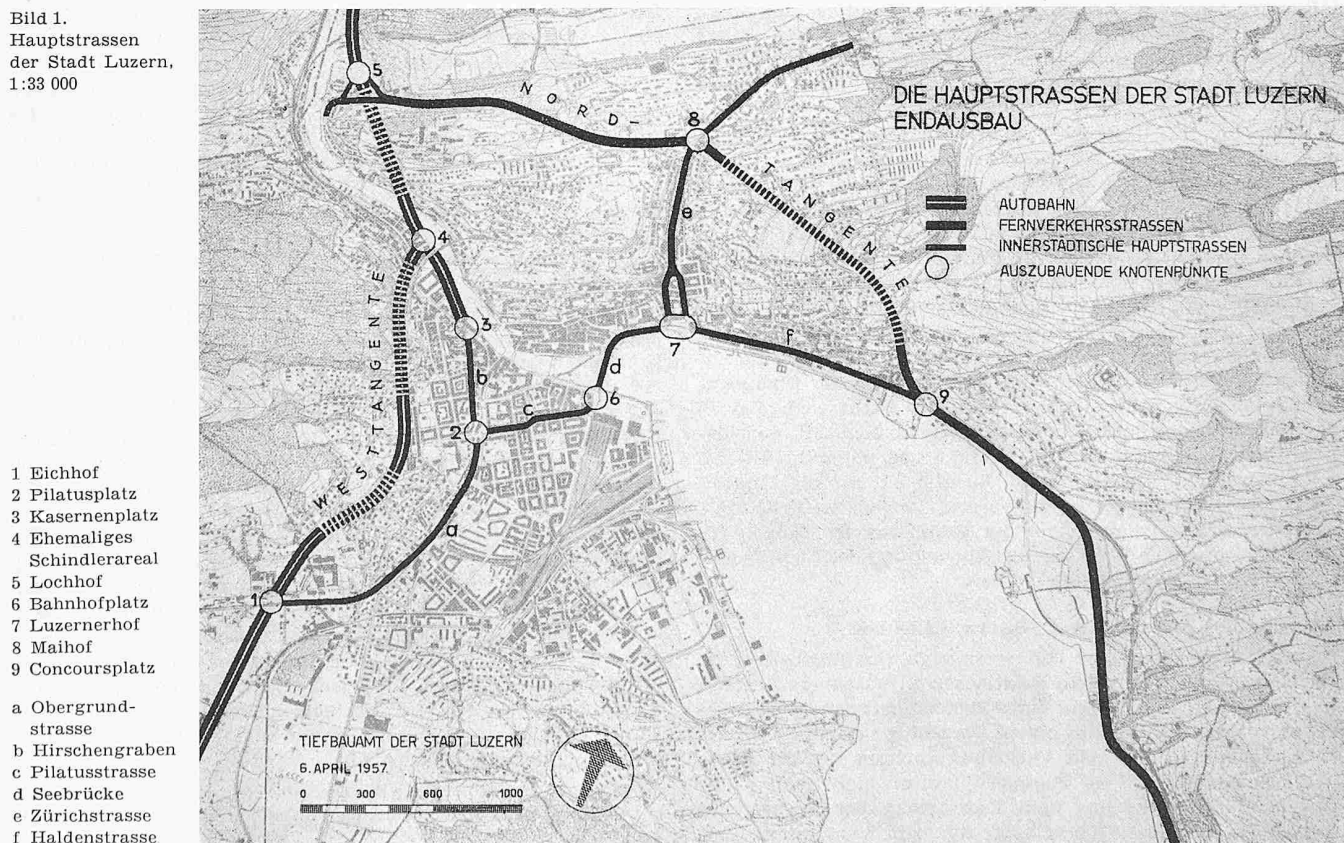 Bild 1.
Hauptstrassen
der Stadt Luzern,
1:33 000
1 Eichhof
2 Pilatusplatz
3 Kasernenplatz
4 Ehemaliges
Schindlerareal
5 Lochhof
6 Bahnhofplatz
7 Luzernerhof
8 Maihof
9 Concoursplatz
a Obergrund-
strasse
b Hirschengraben
c Pilatusstrasse
d Seebrücke
e Zürichstrasse
f Haldenstrasse
DIE HAUPTSTRASSEN DER STADT LUZERN
ENDAUSBAU
AUTOBAHN
FERNVERKEHRSSTRASSEN
INNERSTÄDTISCHE HAUPTSTRASSEN
AUSZUBAUENDE KNOTENPUNKTE
5
NORD-
8
TANGENTE
e
4
WESTTANGENTE
3
b
7
f
d
6
c
2
9
a
1
TIEFBAUAMT DER STADT LUZERN
6. APRIL 1957
0 300 600 1000